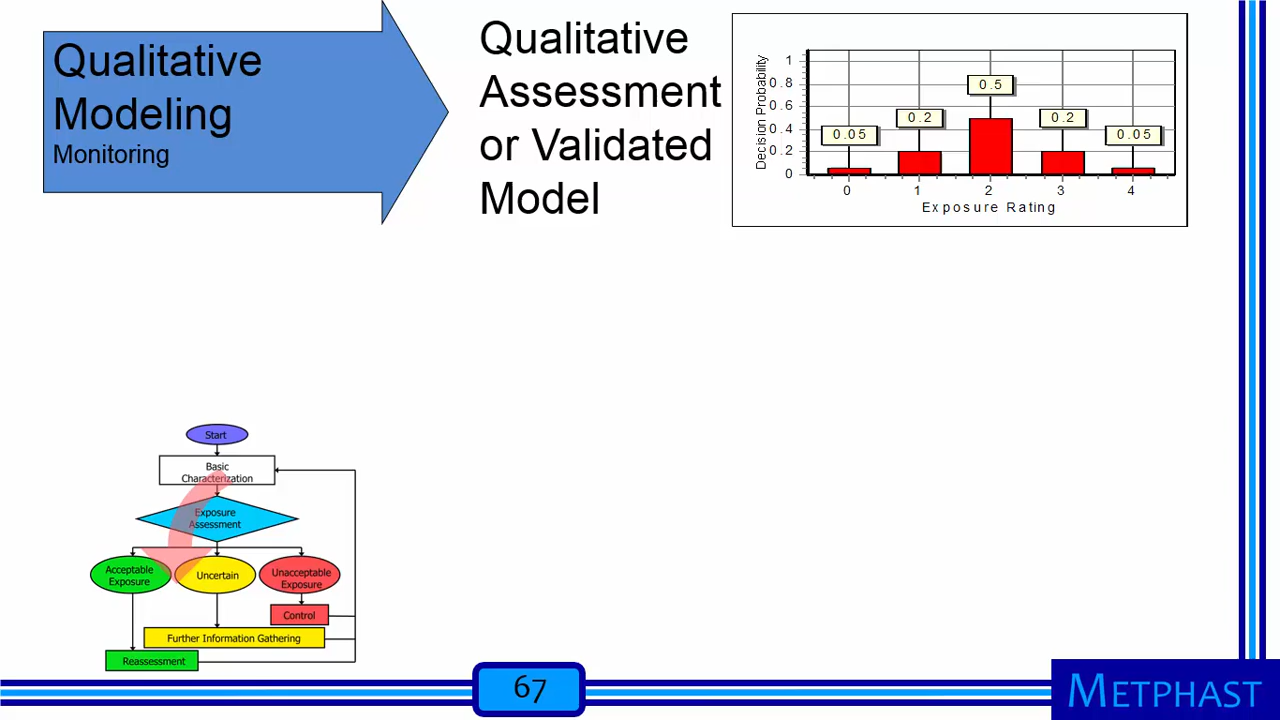 Qualitative
Modeling
Monitoring
Qualitative
Assessment
or Validated
Model
Decision Probability
1
0.8
0.6
0.4
0.2
0
0.05
0.2
0.5
0.2
0.05
0
1
2
3
4
Exposure Rating
Start
Basic
Characterization
Exposure
Assessment
Acceptable
Exposure
Uncertain
Unacceptable
Exposure
Control
Further Information Gathering
Reassessment
67
METPHAST